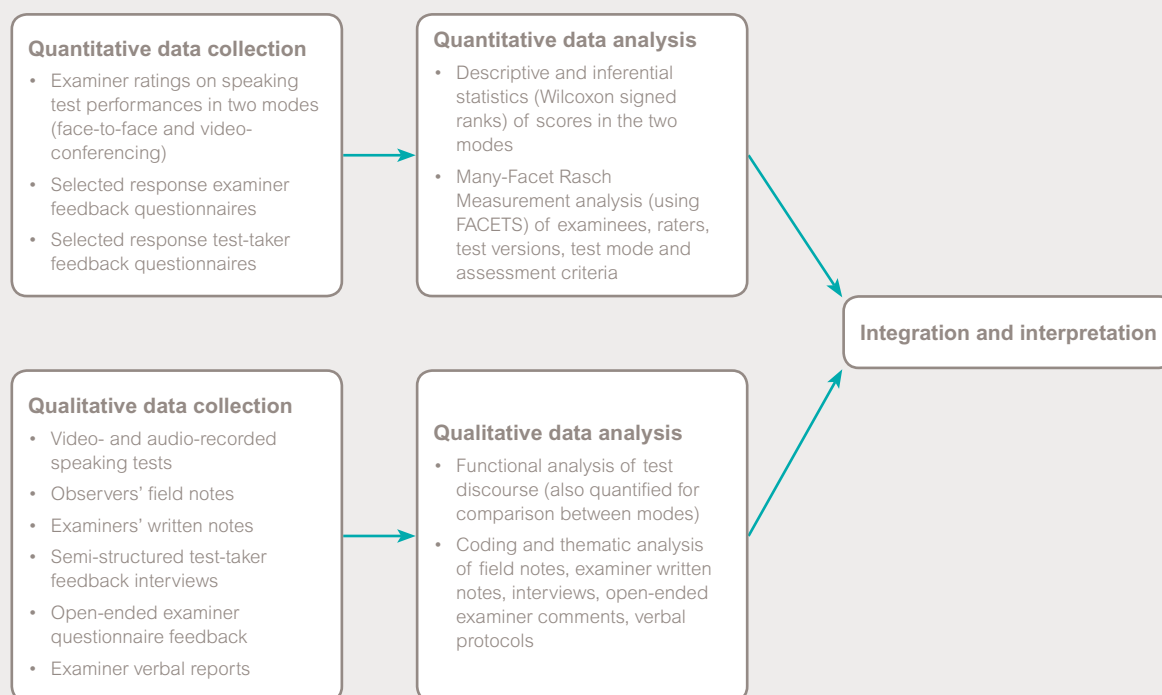 Quantitative data collection
• Examiner ratings on speaking
test performances in two modes
(face-to-face and video-
conferencing)
• Selected response examiner
feedback questionnaires
• Selected response test-taker
feedback questionnaires
Quantitative data analysis
• Descriptive and inferential
statistics (Wilcoxon signed
ranks) of scores in the two
modes
• Many-Facet Rasch
Measurement analysis (using
FACETS) of examinees, raters,
test versions, test mode and
assessment criteria
Integration and interpretation
Qualitative data collection
• Video- and audio-recorded
speaking tests
• Observers’ field notes
• Examiners’ written notes
• Semi-structured test-taker
feedback interviews
• Open-ended examiner
questionnaire feedback
• Examiner verbal reports
Qualitative data analysis
• Functional analysis of test
discourse (also quantified for
comparison between modes)
• Coding and thematic analysis
of field notes, examiner written
notes, interviews, open-ended
examiner comments, verbal
protocols